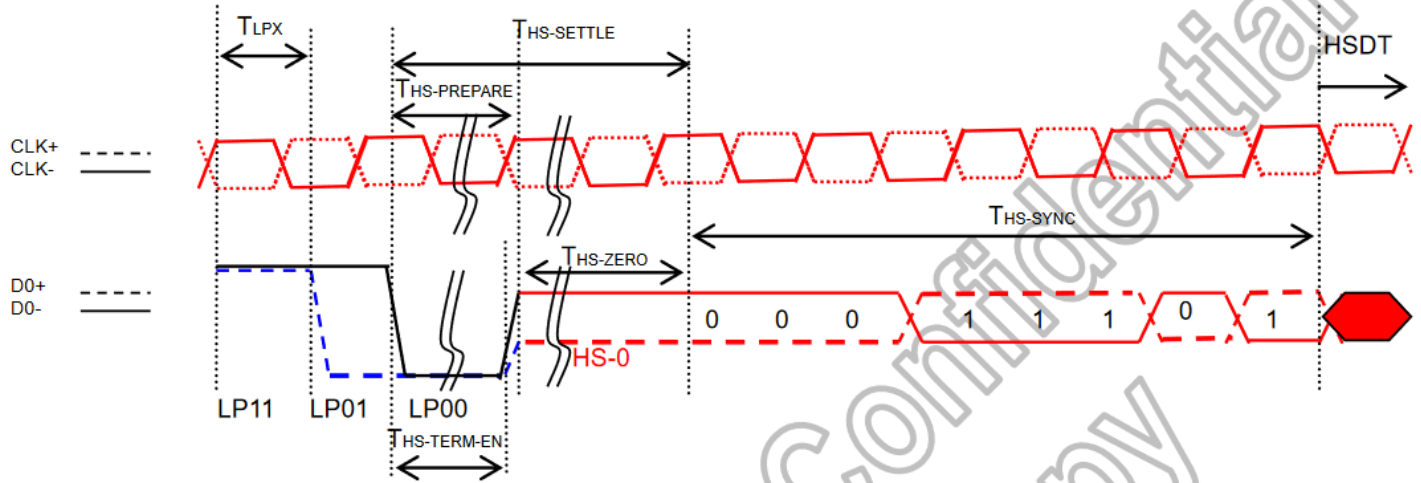 TLPX
THS-SETTLE
HSDT
THS-PREPARE
CLK+
CLK-
THS-SYNC
THS-ZERO
D0+
D0-
0 0 0 1 1 1 0 1
HS-0
LP11 LP01 LP00
THS-TERM-EN
Confidential